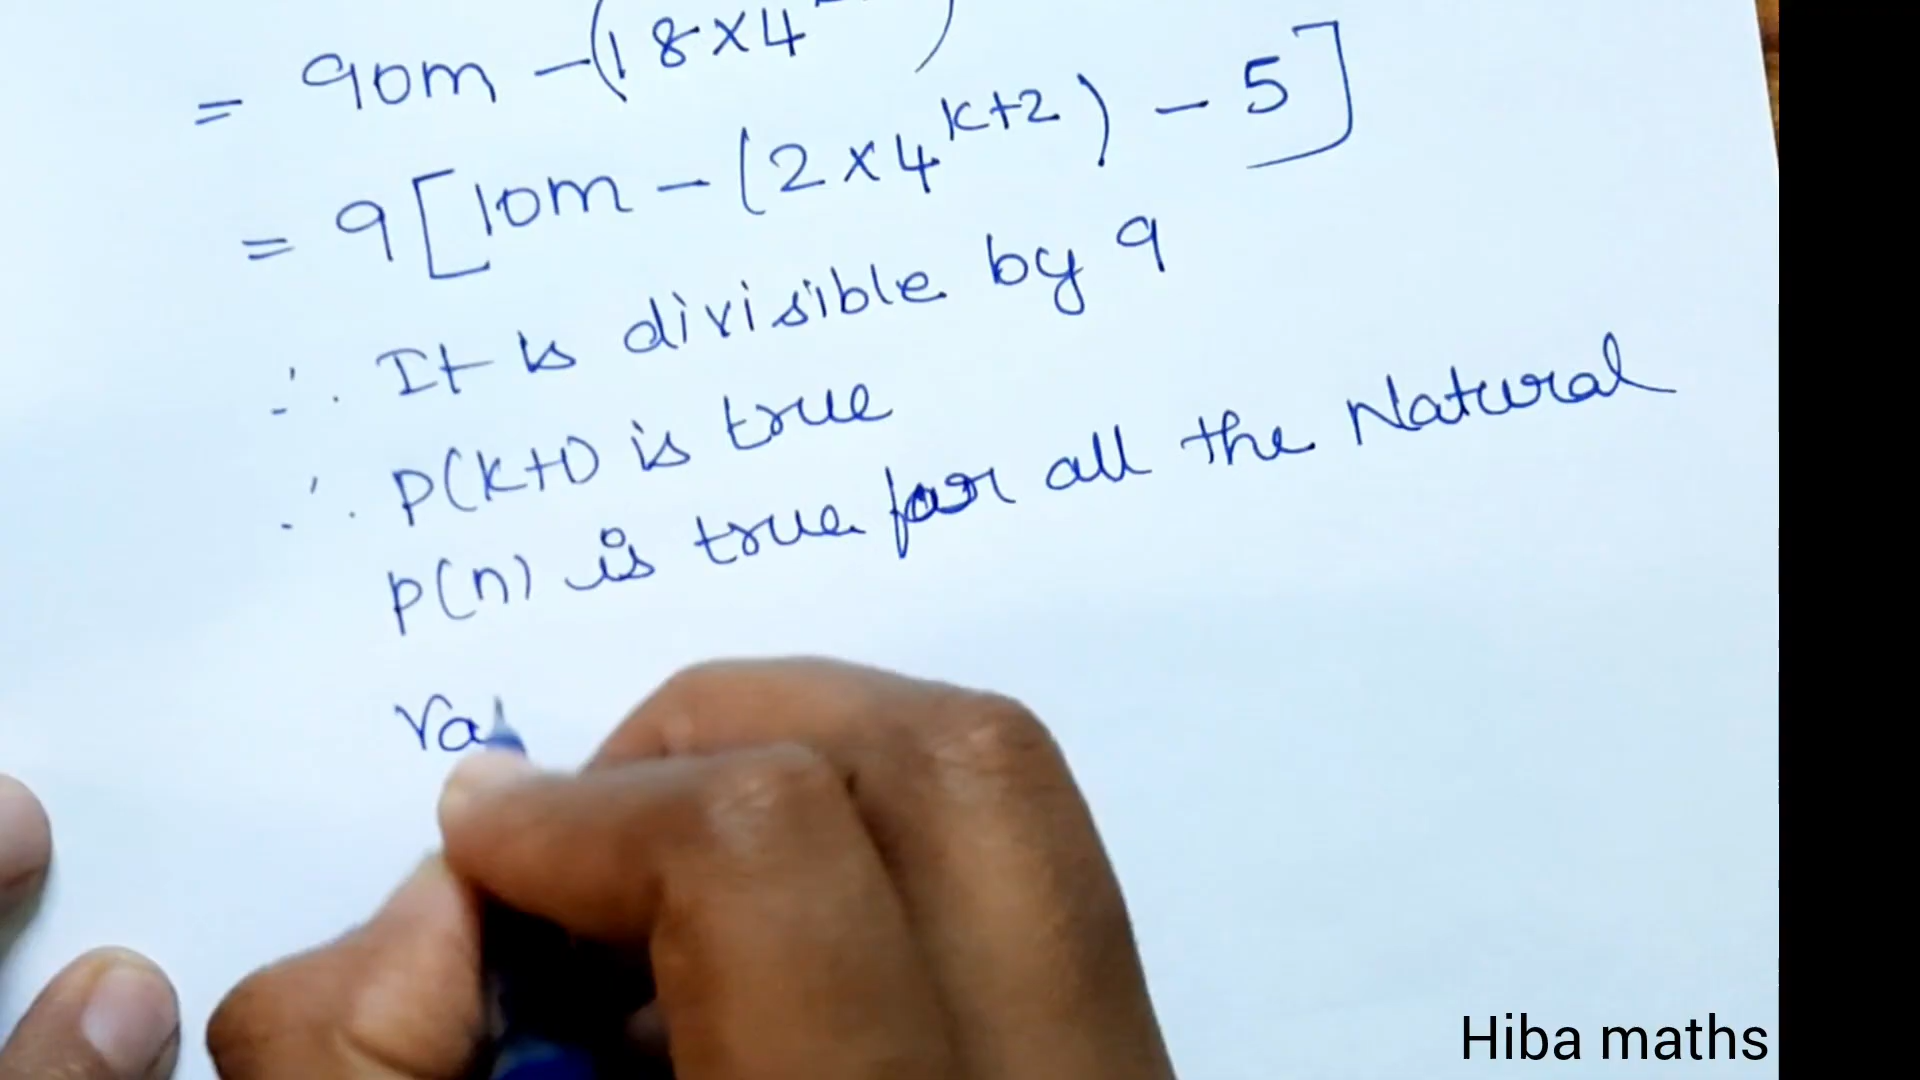 = 90m - (18×4
= 9[10m - (2×4^{k+2}) - 5]
∴ It is divisible by 9
∴ P(k+1) is true
P(n) is true for all the Natural
Va
Hiba maths